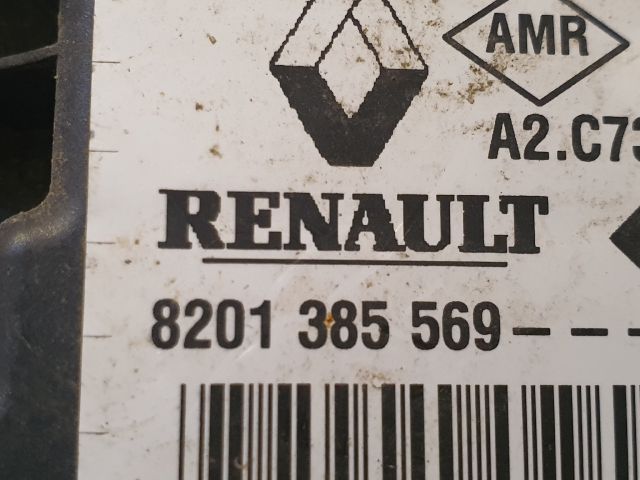 AMR
A2.C73
RENAULT
8201 385 569----